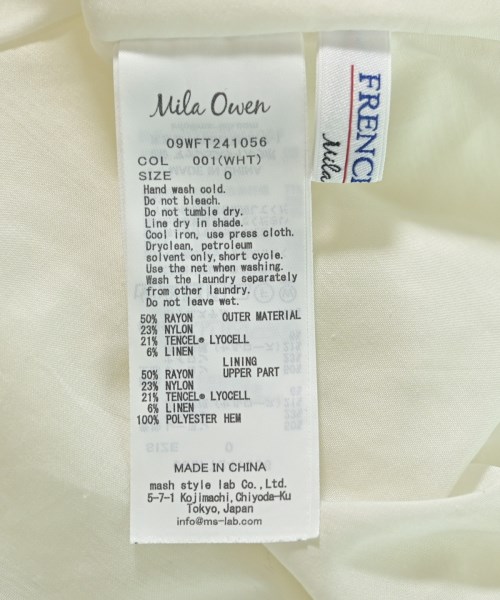 Mila Owen
09WFT241056
COL 001(WHT)
SIZE 0
Hand wash cold.
Do not bleach.
Do not tumble dry.
Line dry in shade.
Cool iron, use press cloth.
Dryclean, petroleum
solvent only,short cycle.
Use the net when washing.
Wash the laundry separately
from other laundry.
Do not leave wet.
50% RAYON OUTER MATERIAL
23% NYLON
21% TENCEL® LYOCELL
6% LINEN
LINING
50% RAYON UPPER PART
23% NYLON
21% TENCEL® LYOCELL
6% LINEN
100% POLYESTER HEM
MADE IN CHINA
mash style lab Co.,Ltd.
5-7-1 Kojimachi,Chiyoda-Ku
Tokyo,Japan
info@ms-lab.com
FRENC
Mila